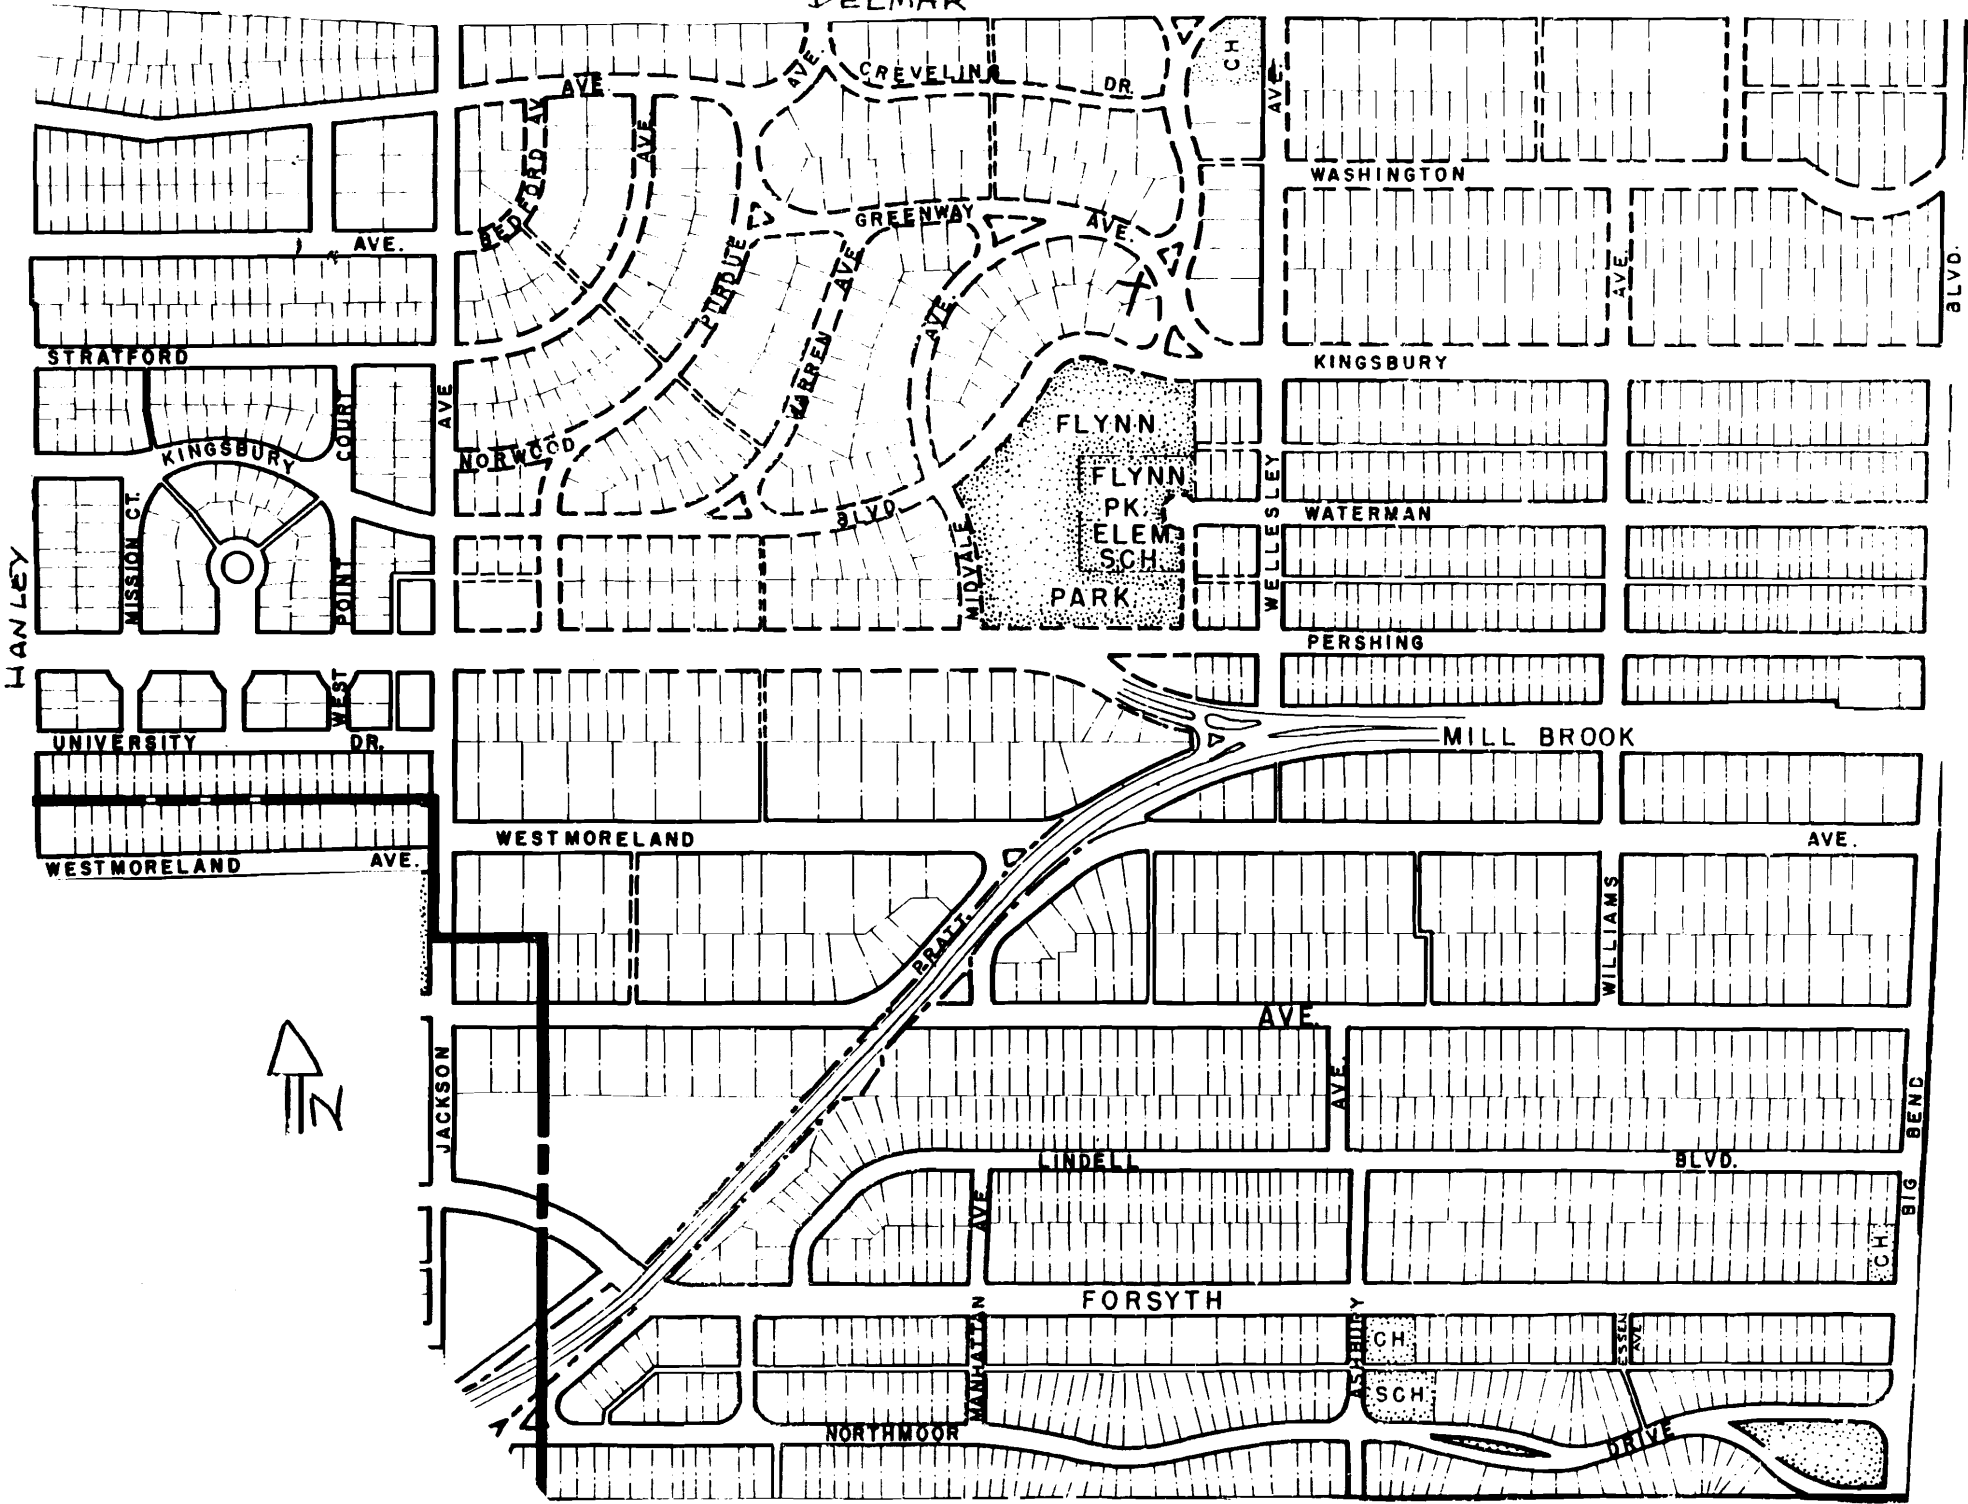 DELMAR
CREVELING
DR.
AVE.
AVE.
AVE.
CH
BEDFORD AV.
AVE.
WASHINGTON
GREENWAY
AVE.
AVE.
PURDUE
WARREN AVE.
AVE.
AVE.
BLVD.
STRATFORD
KINGSBURY
COURT
AVE
FLYNN
KINGSBURY
NORWOOD
FLYNN
PK.
ELEM
SCH
PARK
WELLESLEY
WATERMAN
MISSION CT.
BLVD.
MIDVALE
POINT
HANLEY
PERSHING
WEST
UNIVERSITY
DR.
MILL BROOK
WESTMORELAND
AVE.
WESTMORELAND
AVE.
PRATT.
WILLIAMS
AVE.
JACKSON
N
AVE.
BIG BEND
LINDELL
BLVD.
AVE
CH.
FORSYTH
MANHATTAN
ASHBURY
CH
ESSEN
AVE
SCH
NORTHMOOR
DRIVE